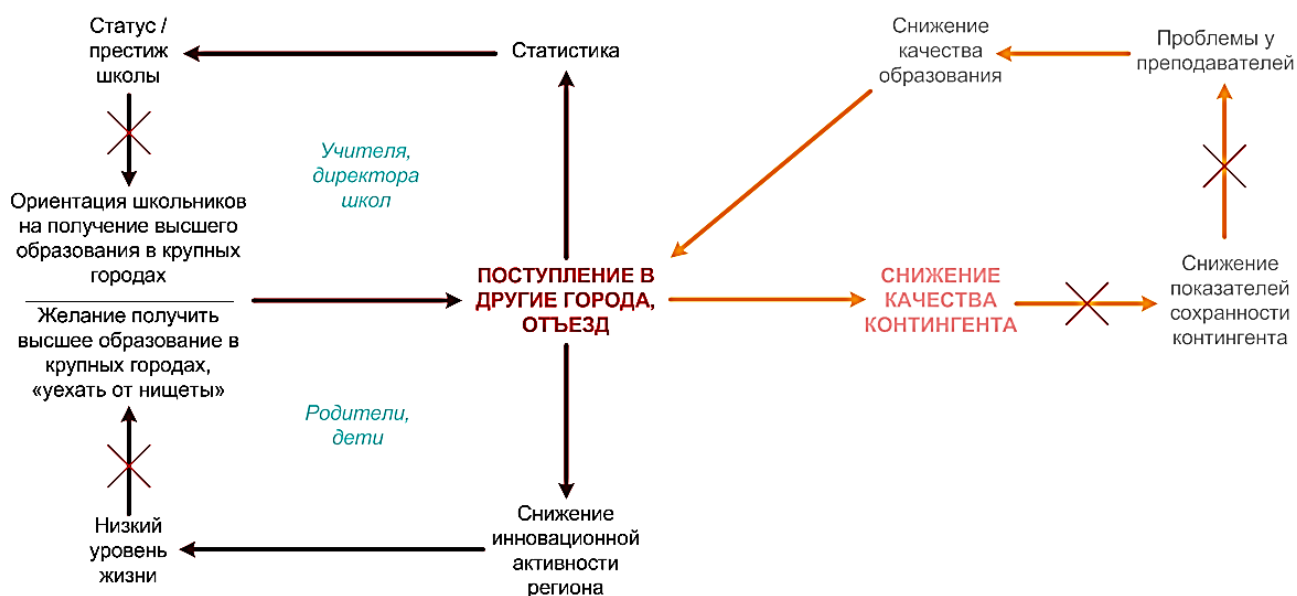 Статус /
престиж
школы
Статистика
Снижение
качества
образования
Проблемы у
преподавателей
Учителя,
директора
школ
Ориентация школьников
на получение высшего
образования в крупных
городах
Желание получить
высшее образование в
крупных городах,
«уехать от нищеты»
ПОСТУПЛЕНИЕ В
ДРУГИЕ ГОРОДА,
ОТЪЕЗД
СНИЖЕНИЕ
КАЧЕСТВА
КОНТИНГЕНТА
Снижение
показателей
сохранности
контингента
Родители,
дети
Низкий
уровень
жизни
Снижение
инновационной
активности
региона